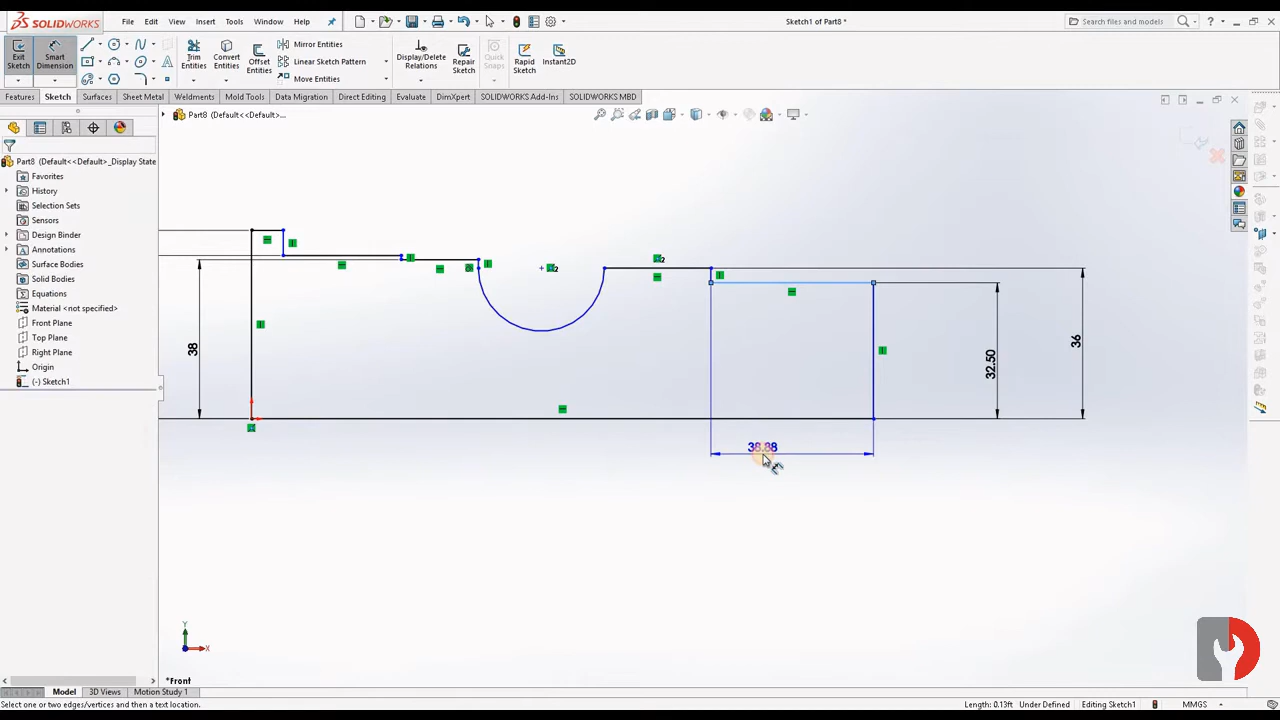 SOLIDWORKS
File
Edit
View
Insert
Tools
Window
Help
Sketch1 of Part8 *
Search files and models
Exit Sketch
Smart Dimension
Trim Entities
Convert Entities
Offset Entities
Mirror Entities
Linear Sketch Pattern
Move Entities
Display/Delete Relations
Repair Sketch
Quick Snaps
Rapid Sketch
Instant2D
Features
Sketch
Surfaces
Sheet Metal
Weldments
Mold Tools
Data Migration
Direct Editing
Evaluate
DimXpert
SOLIDWORKS Add-Ins
SOLIDWORKS MBD
Part8 (Default<<Default>...
Part8 (Default<<Default>_Display State
Favorites
History
Selection Sets
Sensors
Design Binder
Annotations
Surface Bodies
Solid Bodies
Equations
Material <not specified>
Front Plane
Top Plane
Right Plane
Origin
(-) Sketch1
38
2
2
32.50
36
38.88
Y
X
*Front
Model
3D Views
Motion Study 1
Select one or two edges/vertices and then a text location.
Length: 0.13ft
Under Defined
Editing Sketch1
MMGS